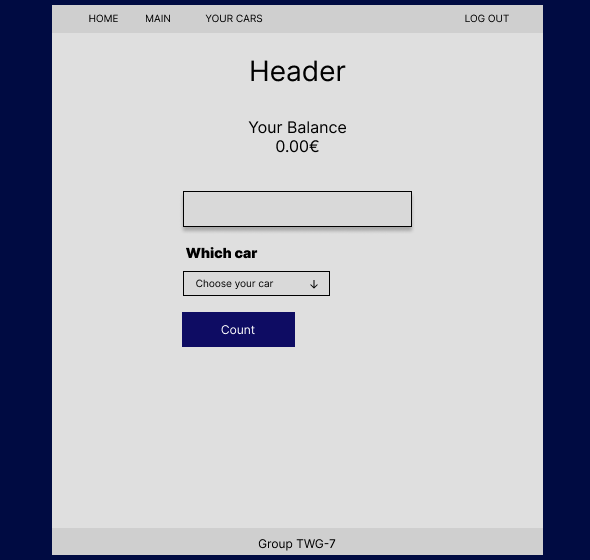 HOME MAIN YOUR CARS LOG OUT
Header
Your Balance
0.00€
Which car
Choose your car ↓
Count
Group TWG-7